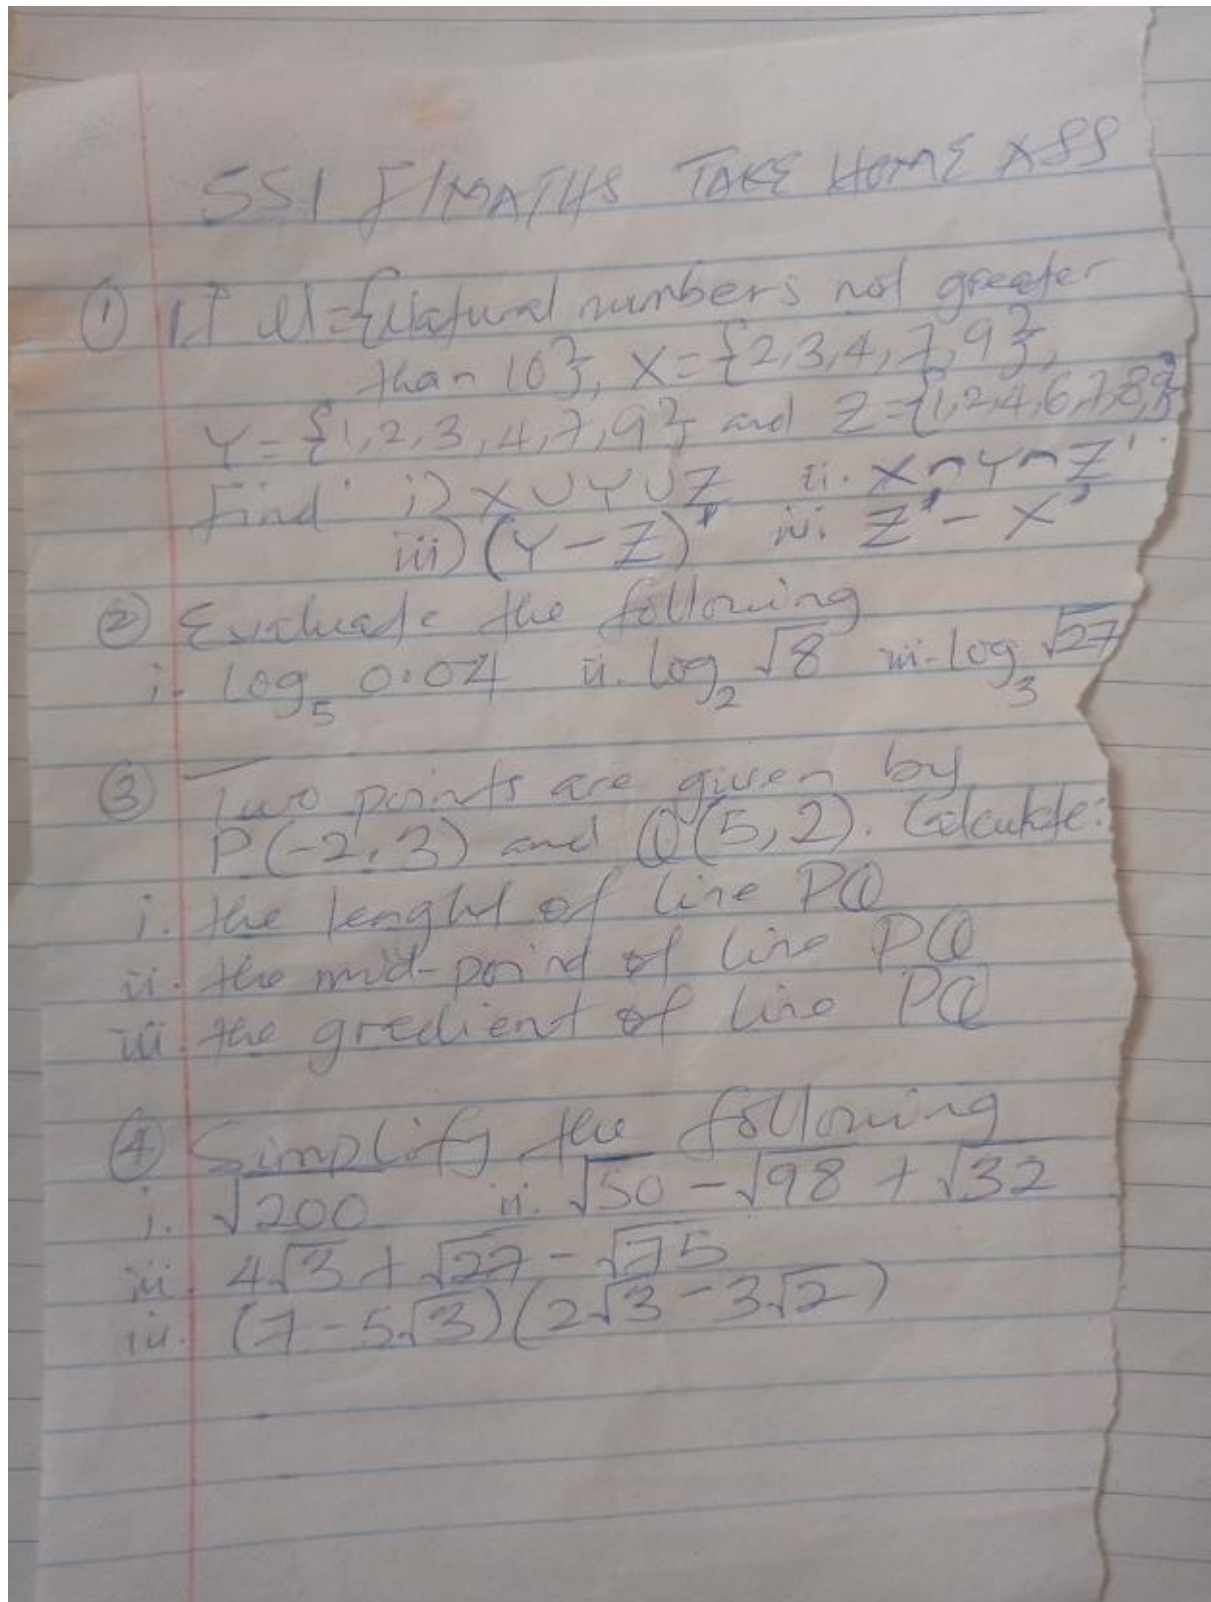 SS1 F/MATHS TAKE HOME ASS
① If U={Natural numbers not greater
than 10}, X={2,3,4,7,9},
Y={1,2,3,4,7,9} and Z={1,2,4,6,7,8,9}
Find i) X∪Y∪Z ii. X∩Y∩Z'
iii) (Y-Z)' iv. Z'-X'
② Evaluate the following
i. log₅ 0.04 ii. log₂ √8 iii. log₃ √27
③ Two points are given by
P(-2,3) and Q(5,2). Calculate:
i. the lenght of line PQ
ii. the mid-point of line PQ
iii. the gredient of line PQ
④ Simplify the following
i. √200 ii. √50 - √98 + √32
iii. 4√3 + √27 - √75
iv. (7-5√3)(2√3-3√2)